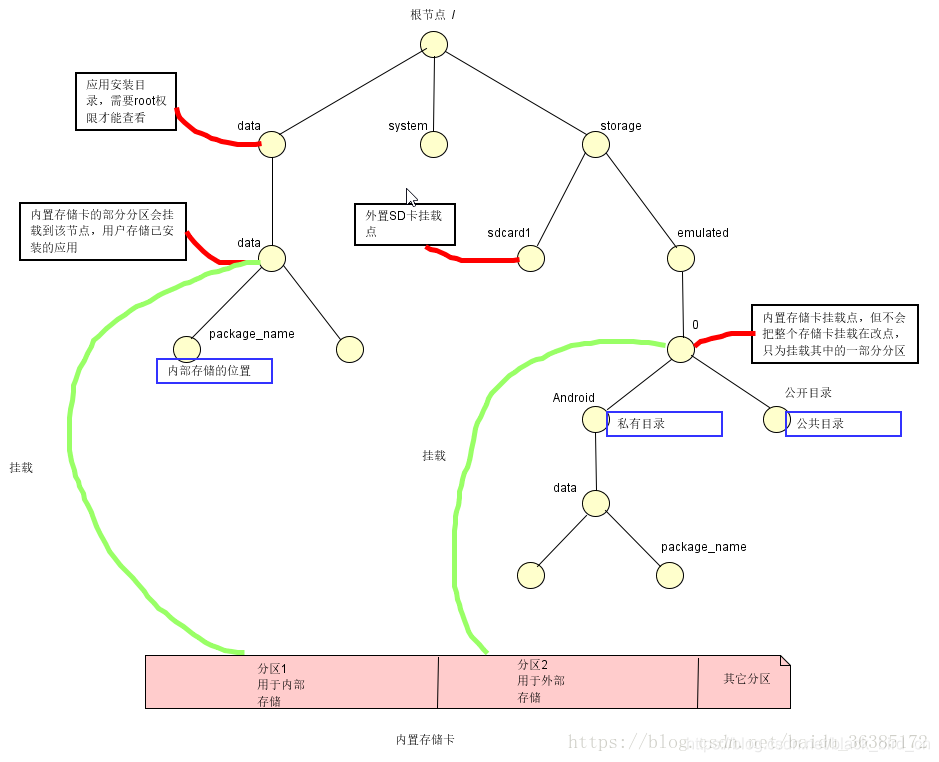 根节点 /
应用安装目
录，需要root权
限才能查看
data
system
storage
内置存储卡的部分分区会挂
载到该节点，用户存储已安
装的应用
data
外置SD卡挂载
点
sdcard1
emulated
package_name
内部存储的位置
0
内置存储卡挂载点，但不会
把整个存储卡挂载在改点，
只为挂载其中的一部分分区
Android
私有目录
公开目录
公共目录
挂载
挂载
data
package_name
分区1
用于内部
存储
分区2
用于外部
存储
其它分区
内置存储卡
https://blog.csdn.net/baidu_36385172